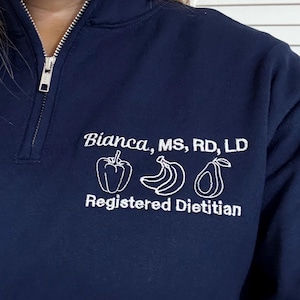 Bianca, MS, RD, LD
Registered Dietitian